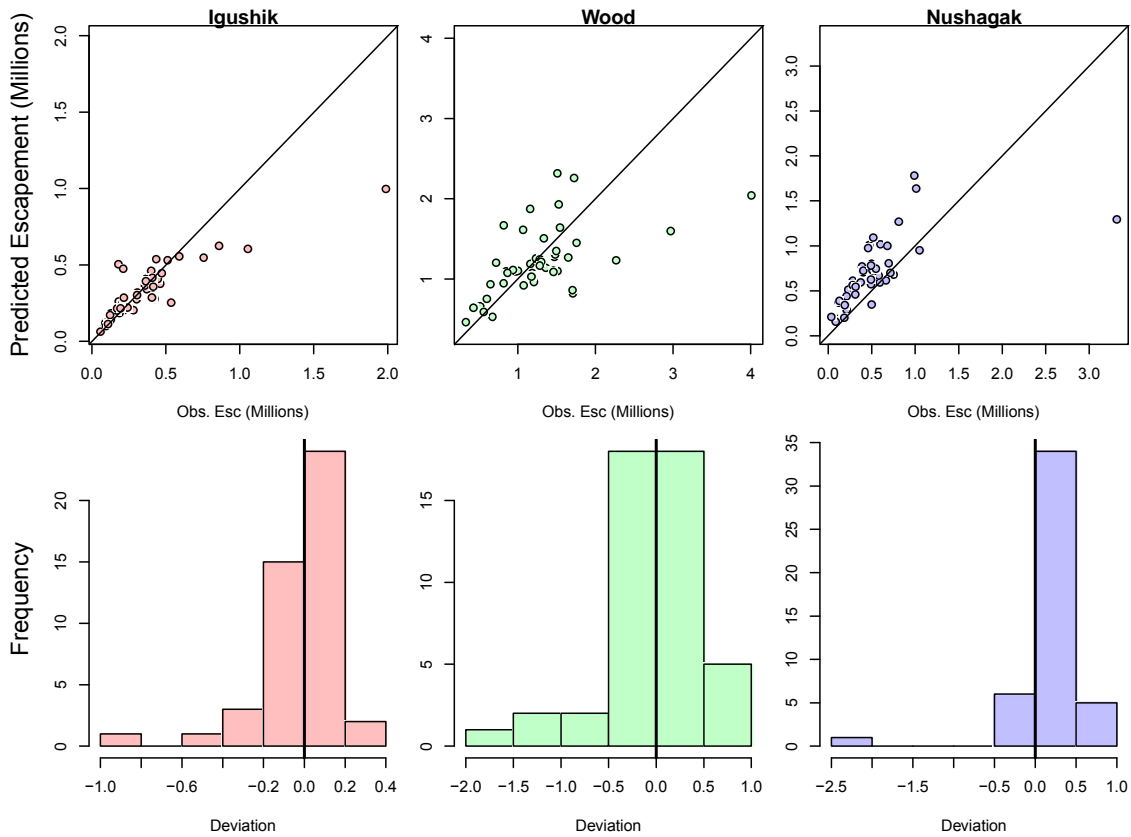 Igushik Wood Nushagak
Predicted Escapement (Millions)
0.0 0.5 1.0 1.5 2.0
1 2 3 4
0.0 0.5 1.0 1.5 2.0 2.5 3.0
0.0 0.5 1.0 1.5 2.0
1 2 3 4
0.0 0.5 1.0 1.5 2.0 2.5 3.0
Obs. Esc (Millions) Obs. Esc (Millions) Obs. Esc (Millions)
Frequency
0 5 10 15 20
0 5 10 15
0 5 10 15 20 25 30 35
−1.0 −0.6 −0.2 0.0 0.2 0.4
−2.0 −1.5 −1.0 −0.5 0.0 0.5 1.0
−2.5 −1.5 −0.5 0.0 0.5 1.0
Deviation Deviation Deviation